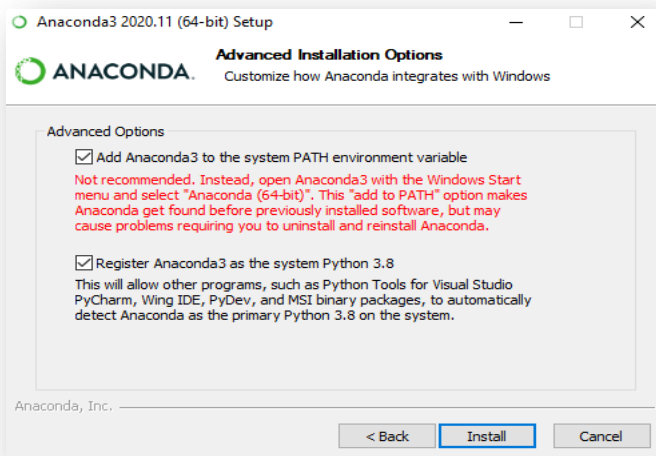 Anaconda3 2020.11 (64-bit) Setup
ANACONDA.
Advanced Installation Options
Customize how Anaconda integrates with Windows
Advanced Options
Add Anaconda3 to the system PATH environment variable
Not recommended. Instead, open Anaconda3 with the Windows Start
menu and select "Anaconda (64-bit)". This "add to PATH" option makes
Anaconda get found before previously installed software, but may
cause problems requiring you to uninstall and reinstall Anaconda.
Register Anaconda3 as the system Python 3.8
This will allow other programs, such as Python Tools for Visual Studio
PyCharm, Wing IDE, PyDev, and MSI binary packages, to automatically
detect Anaconda as the primary Python 3.8 on the system.
Anaconda, Inc.
< Back
Install
Cancel